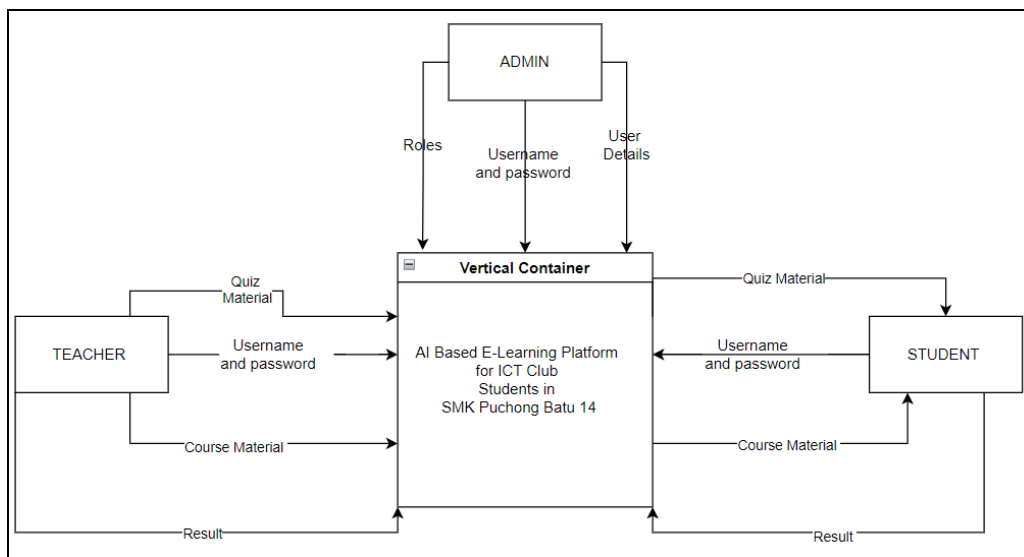 ADMIN
Roles
Username
and password
User
Details
Vertical Container
Quiz
Material
Quiz Material
TEACHER
Username
and password
AI Based E-Learning Platform
for ICT Club
Students in
SMK Puchong Batu 14
Username
and password
STUDENT
Course Material
Course Material
Result
Result